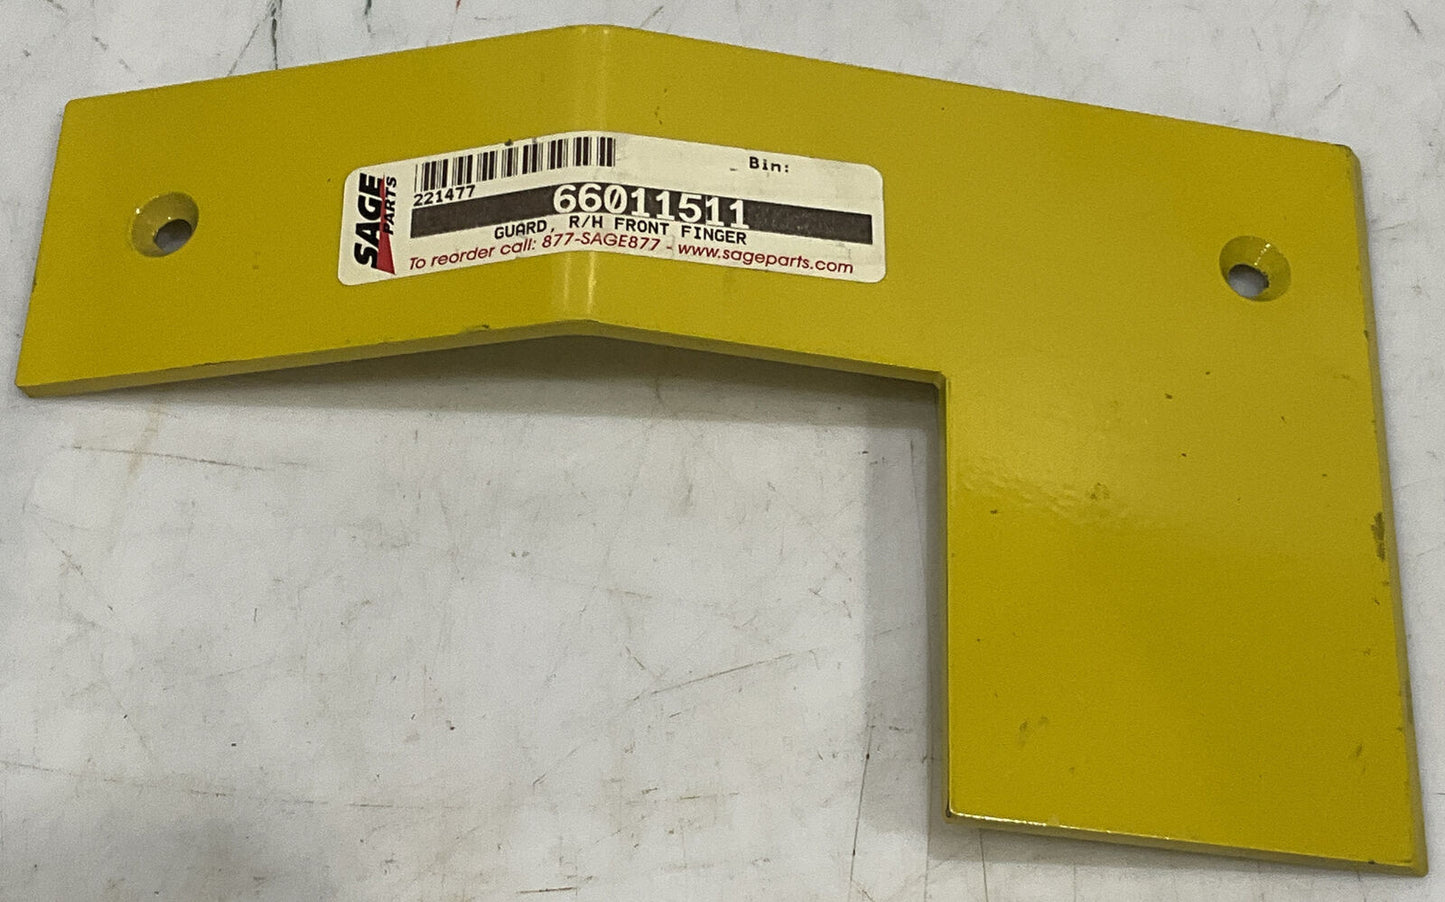 SAGE
PARTS
Bin:
221477
66011511
GUARD, R/H FRONT FINGER
To reorder call: 877-SAGE877 - www.sageparts.com